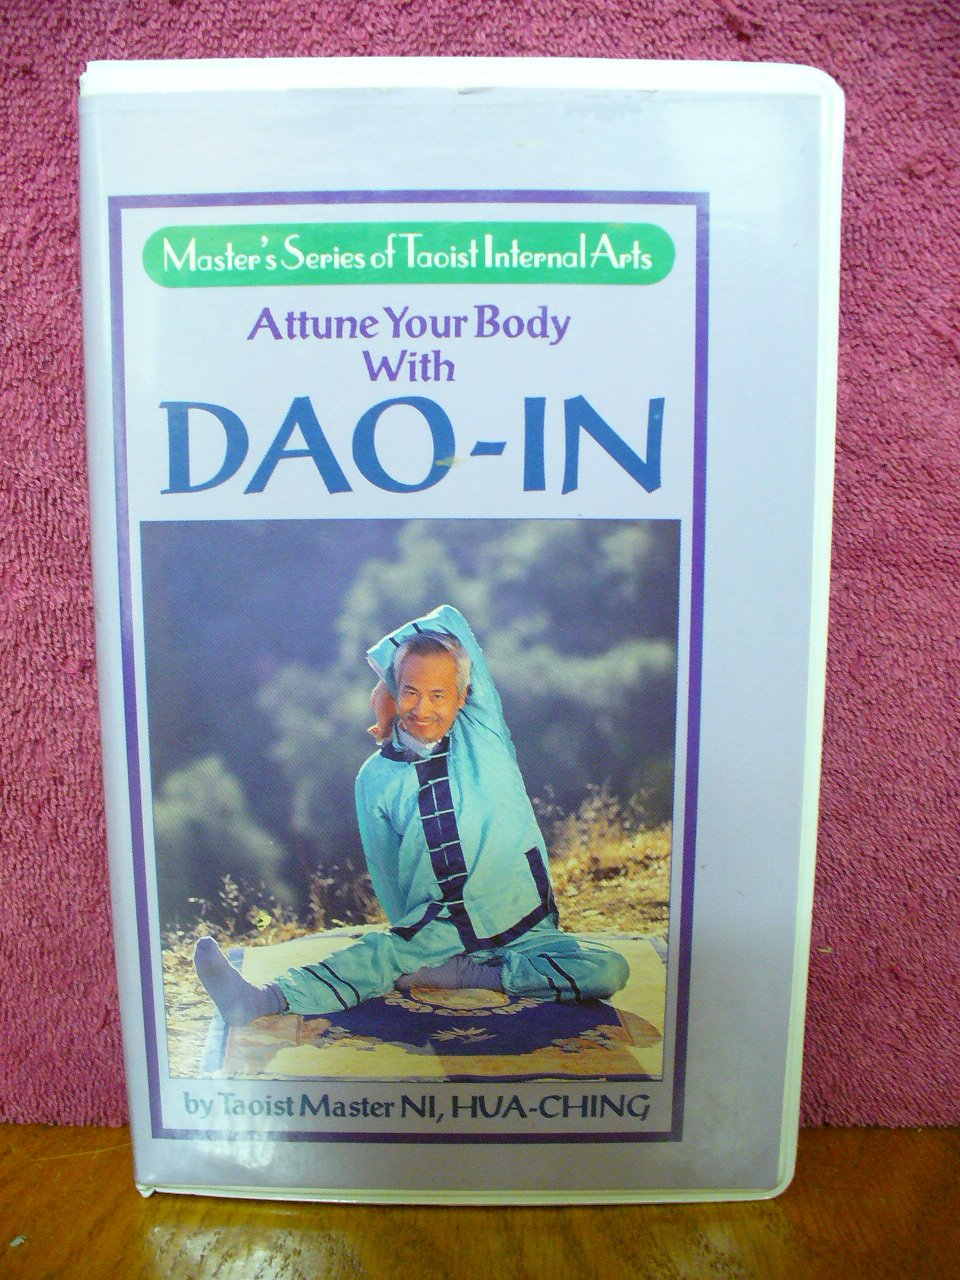 Master's Series of Taoist Internal Arts
Attune Your Body
With
DAO-IN
by Taoist Master NI, HUA-CHING